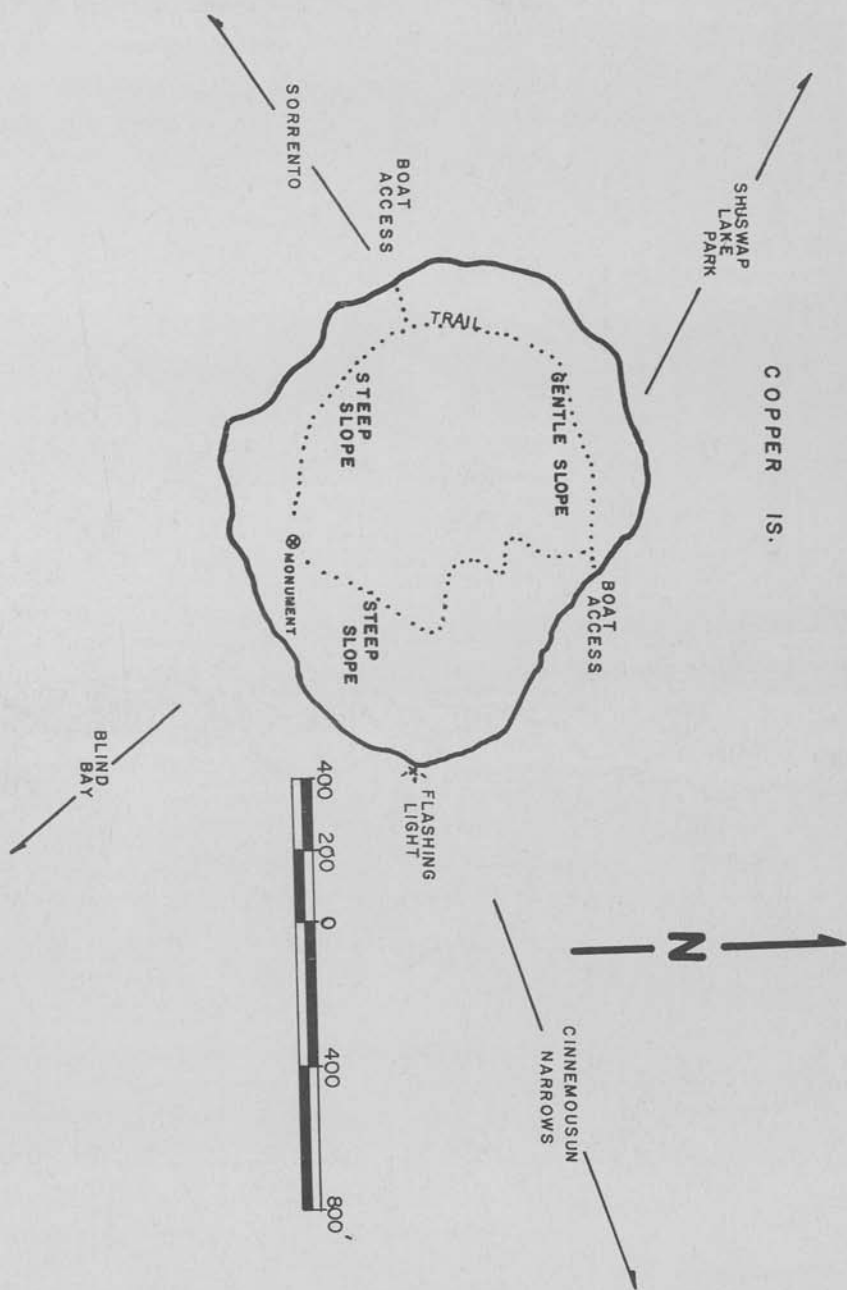 COPPER IS.
SHUSWAP
LAKE
PARK
SORRENTO
BOAT
ACCESS
TRAIL
GENTLE SLOPE
STEEP
SLOPE
BOAT
ACCESS
MONUMENT
STEEP
SLOPE
FLASHING
LIGHT
BLIND
BAY
N
CINNEMOUSUN
NARROWS
400 200 0 400 800'